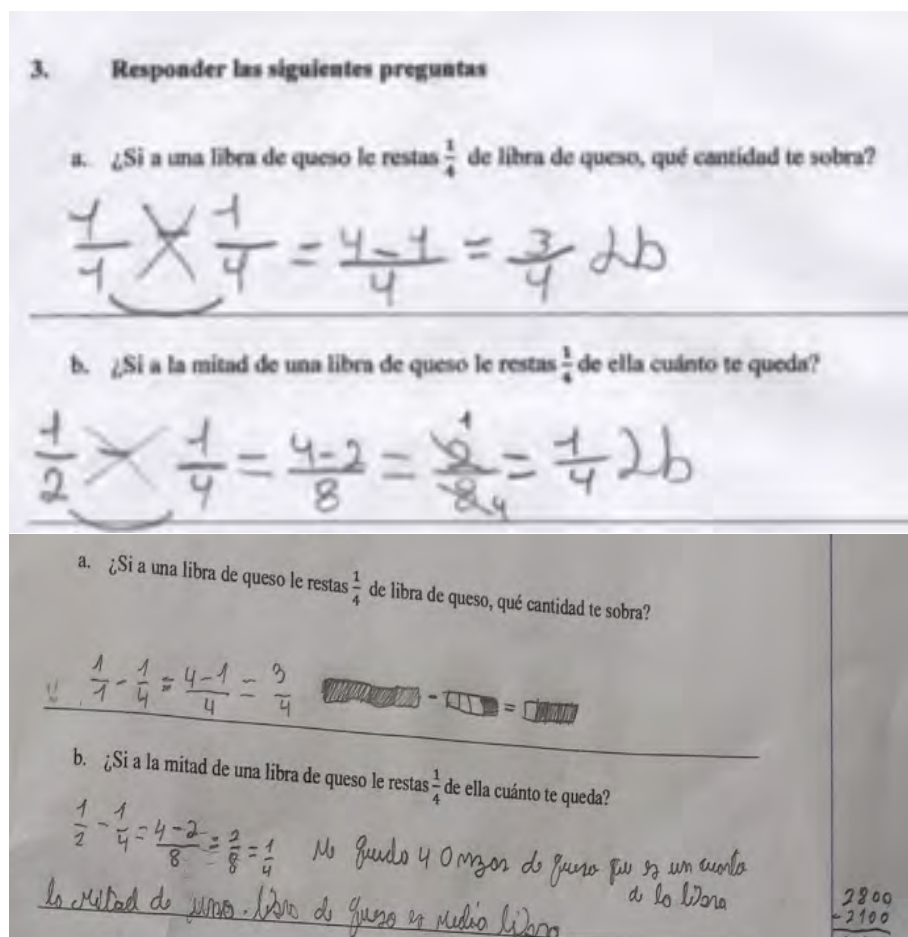 3. Responder las siguientes preguntas
a. ¿Si a una libra de queso le restas 1/4 de libra de queso, qué cantidad te sobra?
1/1 1/4 = 4-1/4 = 3/4 Lb
b. ¿Si a la mitad de una libra de queso le restas 1/4 de ella cuánto te queda?
1/2 - 1/4 = 4-2/8 = 2/8 1 4 = 1/4 Lb
a. ¿Si a una libra de queso le restas 1/4 de libra de queso, qué cantidad te sobra?
1/1 - 1/4 = 4-1/4 = 3/4 - =
b. ¿Si a la mitad de una libra de queso le restas 1/4 de ella cuánto te queda?
1/2 - 1/4 = 4-2/8 = 2/8 = 1/4 Me quedo 4 onzas de queso que es un cuarto
de la libra
la mitad de una libra de queso es media libra
2800
-2100